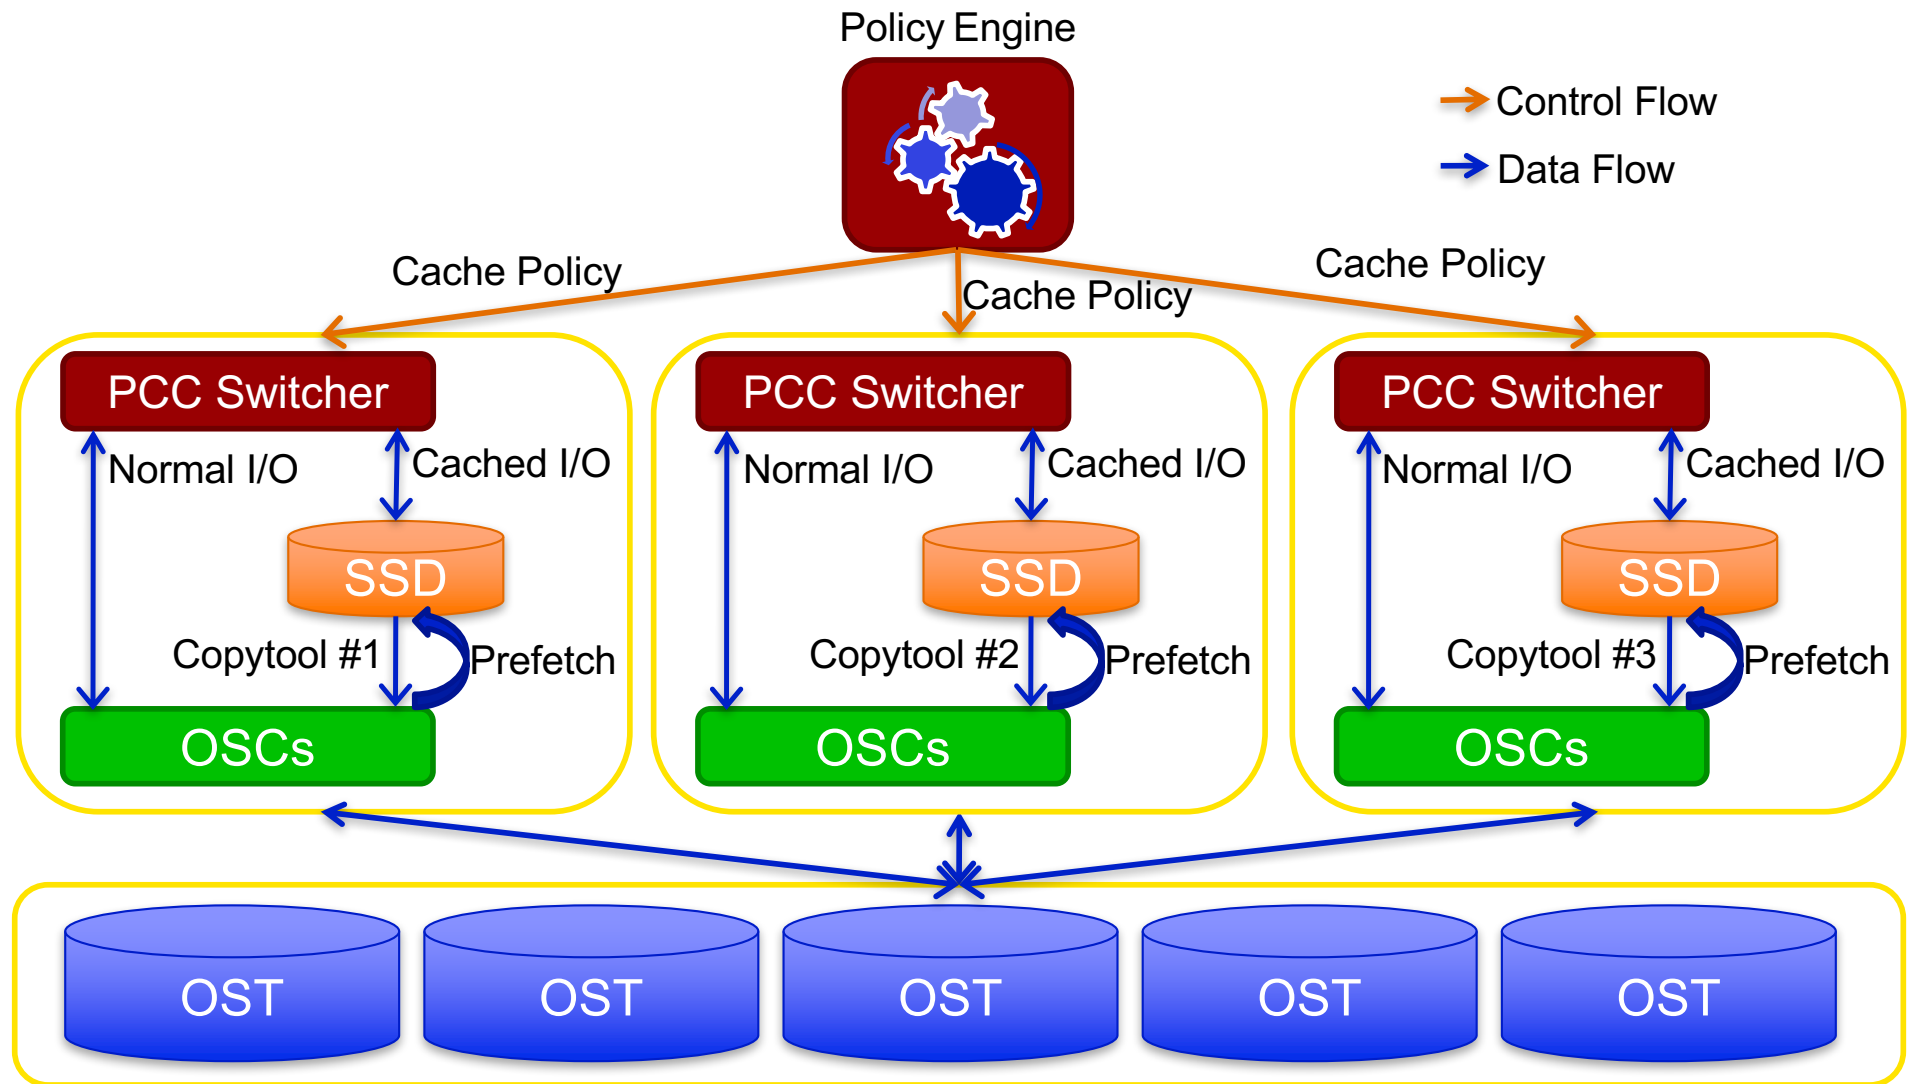 Policy Engine
Control Flow
Data Flow
Cache Policy
Cache Policy
Cache Policy
PCC Switcher
PCC Switcher
PCC Switcher
Normal I/O
Cached I/O
Normal I/O
Cached I/O
Normal I/O
Cached I/O
SSD
SSD
SSD
Copytool #1
Prefetch
Copytool #2
Prefetch
Copytool #3
Prefetch
OSCs
OSCs
OSCs
OST
OST
OST
OST
OST